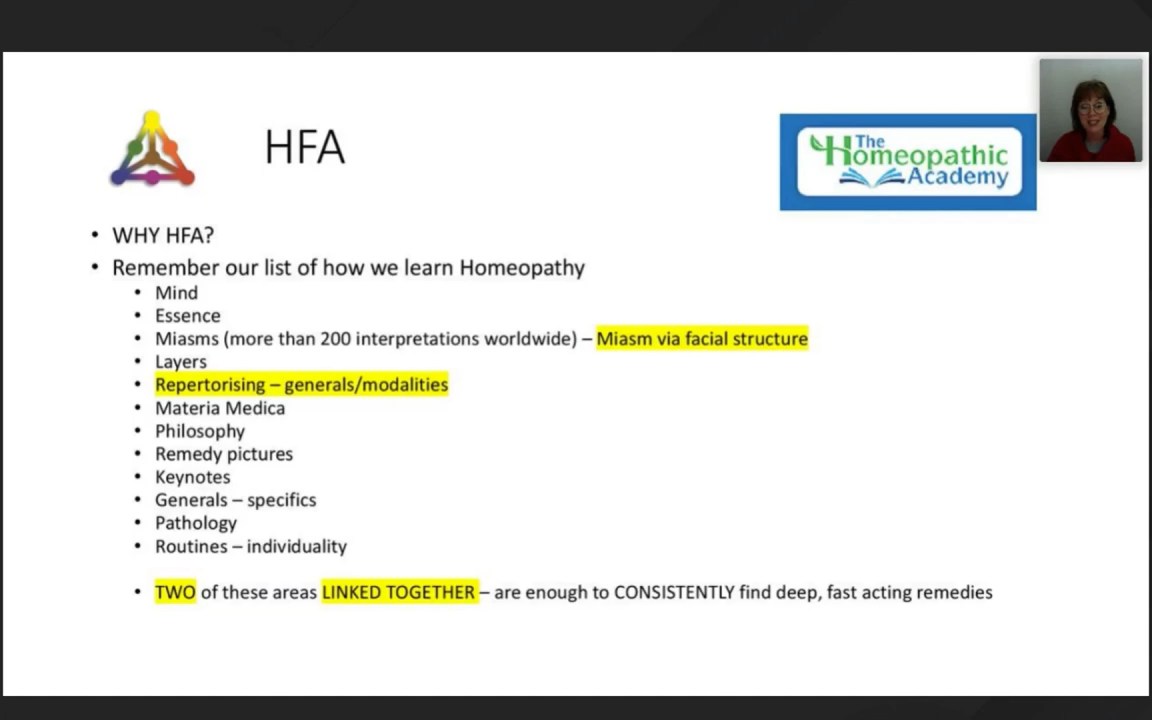 HFA
The
Homeopathic
Academy
• WHY HFA?
• Remember our list of how we learn Homeopathy
• Mind
• Essence
• Miasms (more than 200 interpretations worldwide) – Miasm via facial structure
• Layers
• Repertorising – generals/modalities
• Materia Medica
• Philosophy
• Remedy pictures
• Keynotes
• Generals – specifics
• Pathology
• Routines – individuality
• TWO of these areas LINKED TOGETHER – are enough to CONSISTENTLY find deep, fast acting remedies